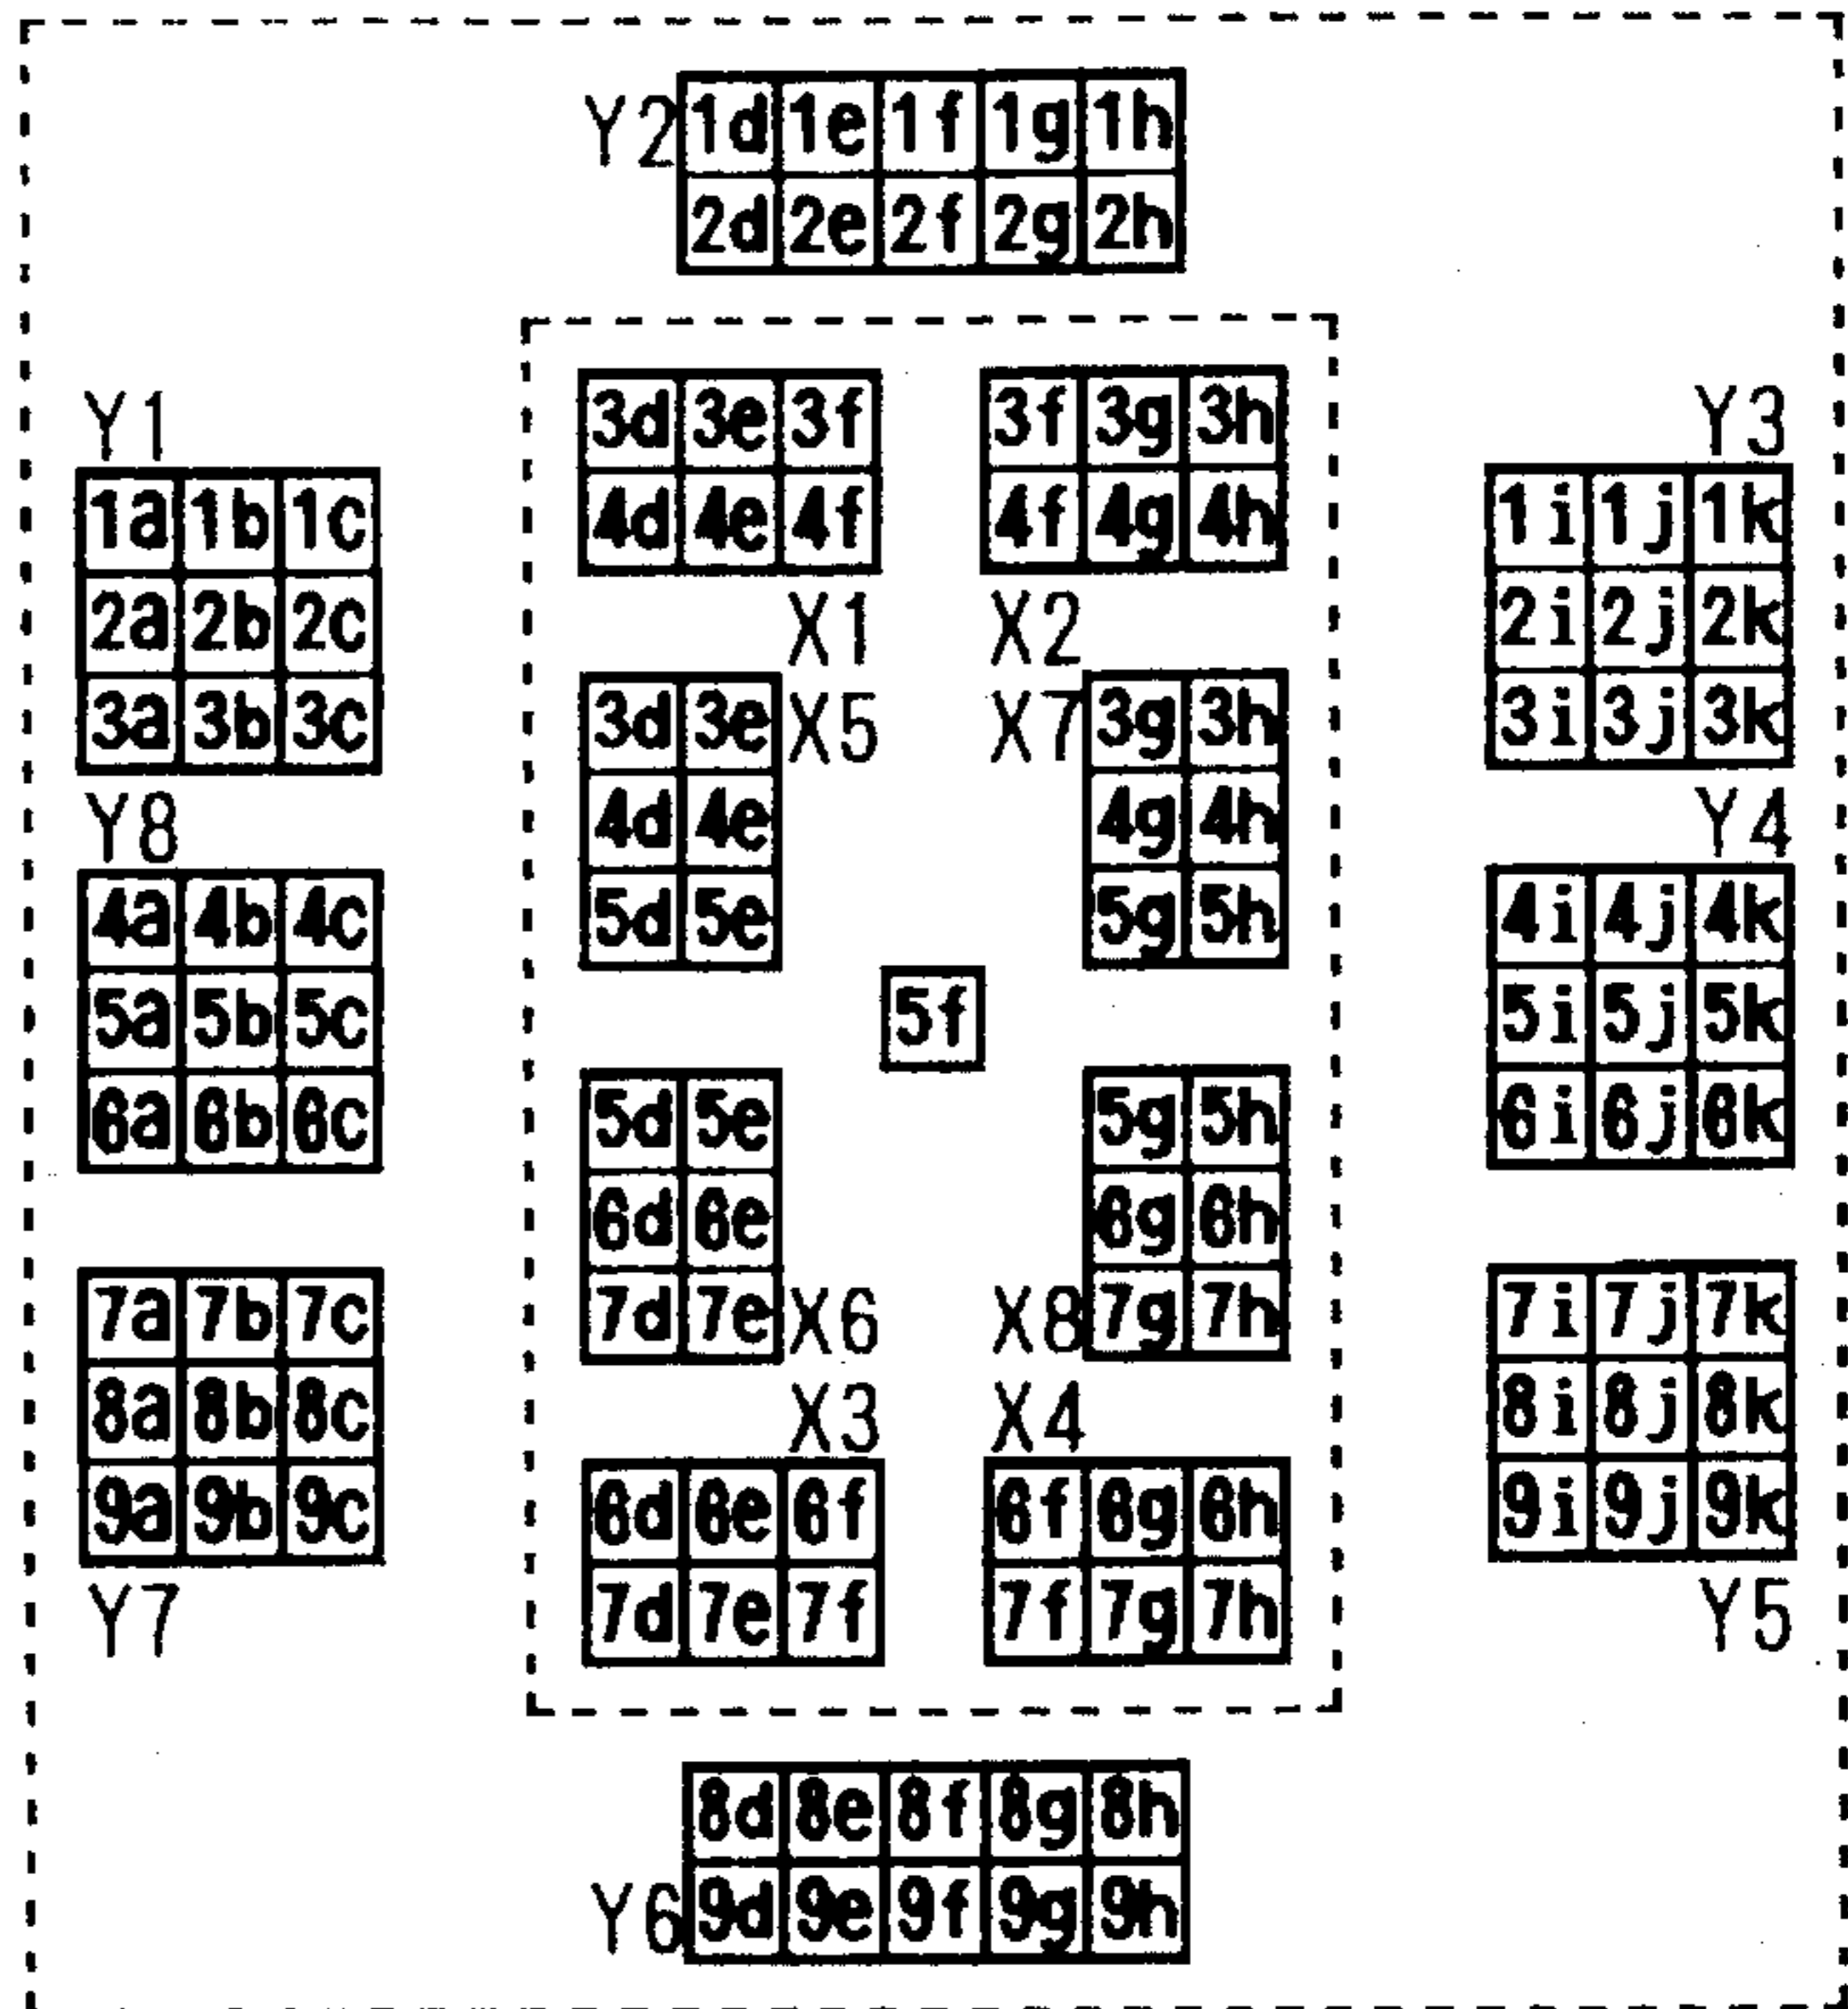 Y2 1d 1e 1f 1g 1h
2d 2e 2f 2g 2h
Y1
1a 1b 1c
2a 2b 2c
3a 3b 3c
Y8
4a 4b 4c
5a 5b 5c
6a 6b 6c
7a 7b 7c
8a 8b 8c
9a 9b 9c
Y7
3d 3e 3f
4d 4e 4f
X1
3f 3g 3h
4f 4g 4h
X2
3d 3e X5
4d 4e
5d 5e
X7 3g 3h
4g 4h
5g 5h
5f
5d 5e
6d 6e
7d 7e X6
5g 5h
6g 6h
X8 7g 7h
X3
6d 6e 6f
7d 7e 7f
X4
6f 6g 6h
7f 7g 7h
Y3
1i 1j 1k
2i 2j 2k
3i 3j 3k
Y4
4i 4j 4k
5i 5j 5k
6i 6j 6k
7i 7j 7k
8i 8j 8k
9i 9j 9k
Y5
8d 8e 8f 8g 8h
Y6 9d 9e 9f 9g 9h